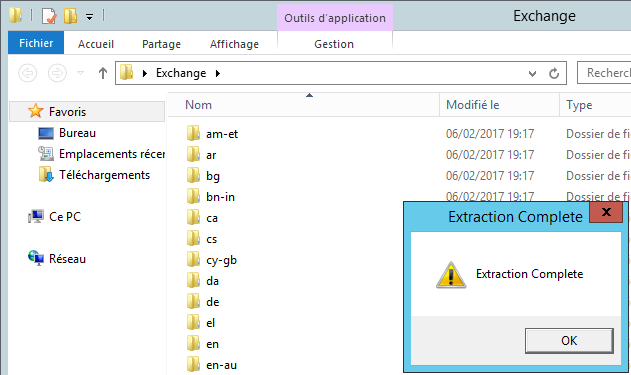 Outils d'application
Exchange
Fichier
Accueil
Partage
Affichage
Gestion
Exchange
Recherc
Favoris
Bureau
Emplacements récen
Téléchargements
Ce PC
Réseau
Nom
Modifié le
Type
am-et
06/02/2017 19:17
Dossier de fi
ar
06/02/2017 19:17
Dossier de fi
bg
06/02/2017 19:17
Dossier de fi
bn-in
06/02/2017 19:17
Dossier de fi
ca
cs
cy-gb
da
de
el
en
en-au
Extraction Complete
x
Extraction Complete
OK